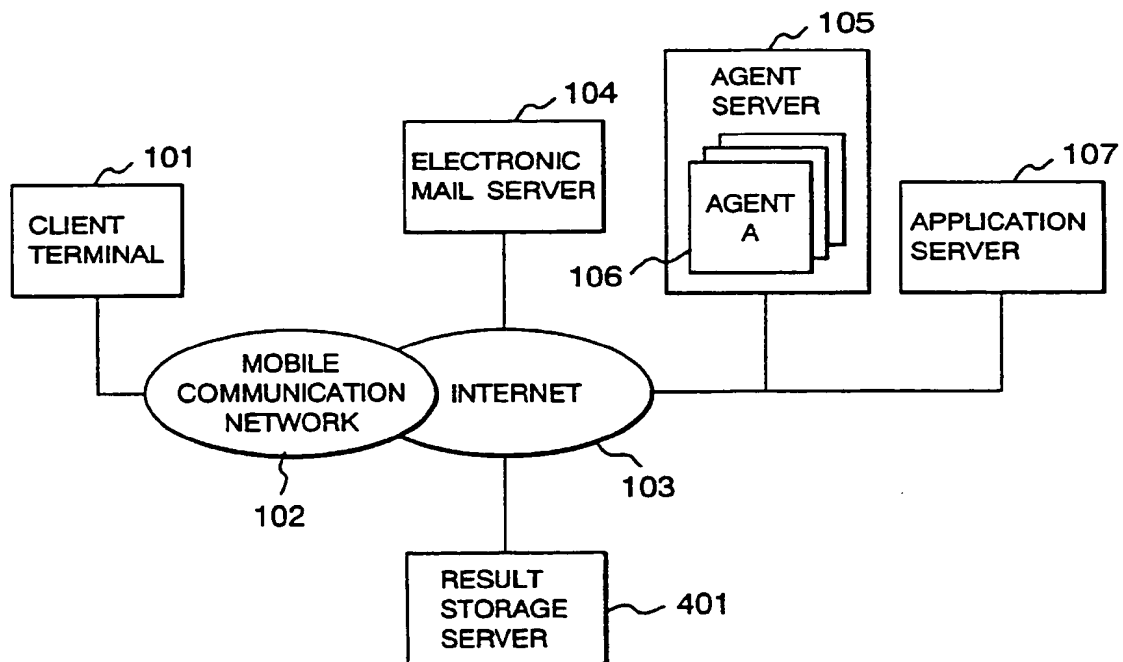 105
AGENT
SERVER
104
101
ELECTRONIC
MAIL SERVER
107
CLIENT
TERMINAL
AGENT
A
APPLICATION
SERVER
106
MOBILE
COMMUNICATION
NETWORK
INTERNET
103
102
RESULT
STORAGE
SERVER
401